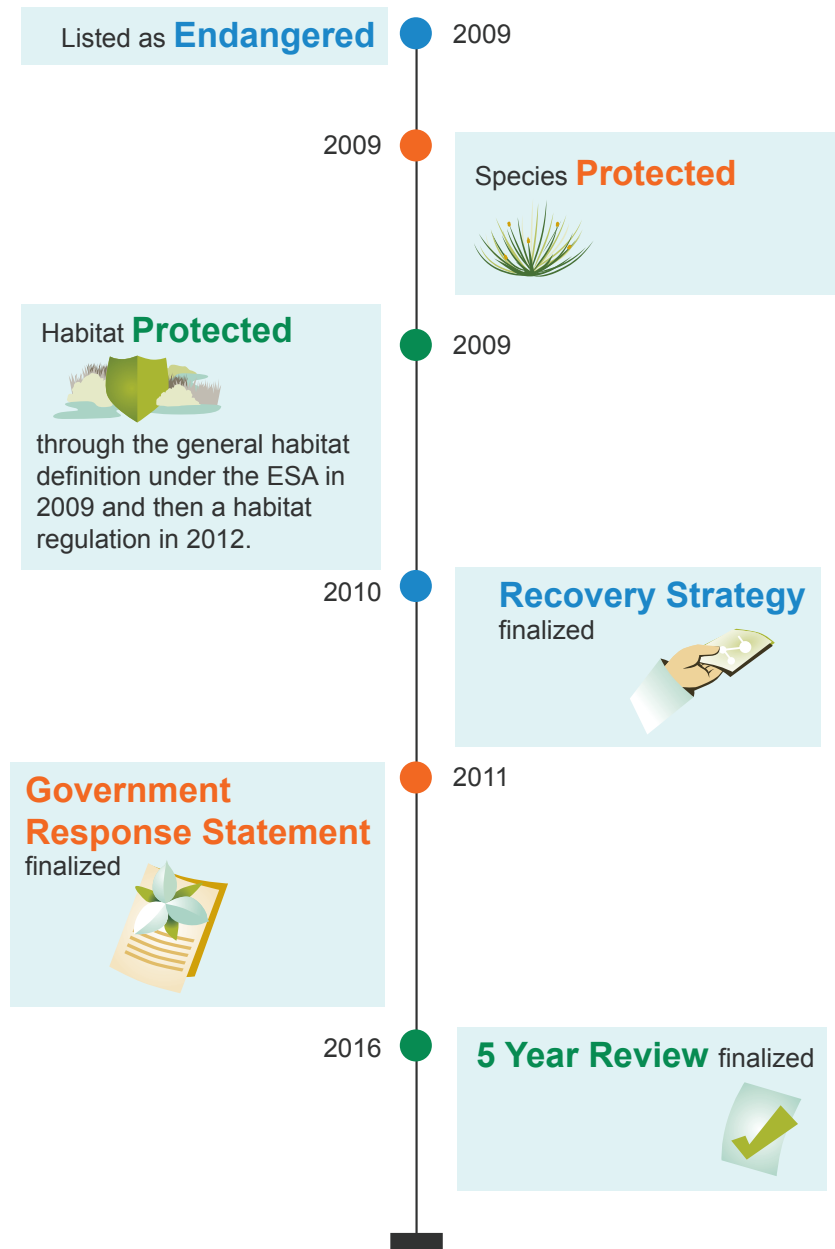 Listed as Endangered
2009
2009
Species Protected
Habitat Protected
2009
through the general habitat
definition under the ESA in
2009 and then a habitat
regulation in 2012.
2010
Recovery Strategy
finalized
2011
Government
Response Statement
finalized
2016
5 Year Review finalized